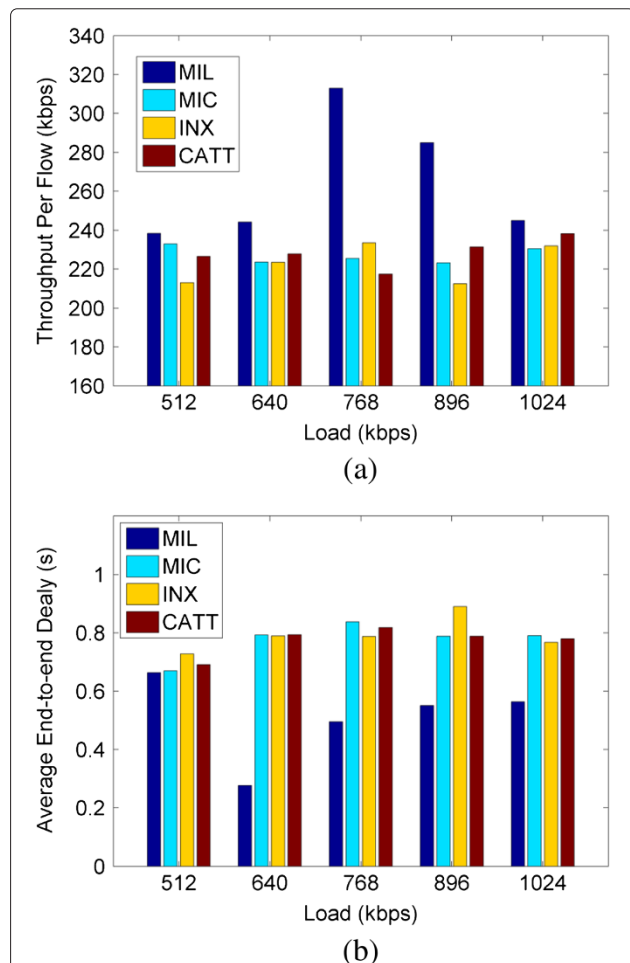 340
320
300
280
260
240
220
200
180
160
Throughput Per Flow (kbps)
MIL
MIC
INX
CATT
512 640 768 896 1024
Load (kbps)
(a)
1
0.8
0.6
0.4
0.2
0
Average End-to-end Dealy (s)
MIL
MIC
INX
CATT
512 640 768 896 1024
Load (kbps)
(b)